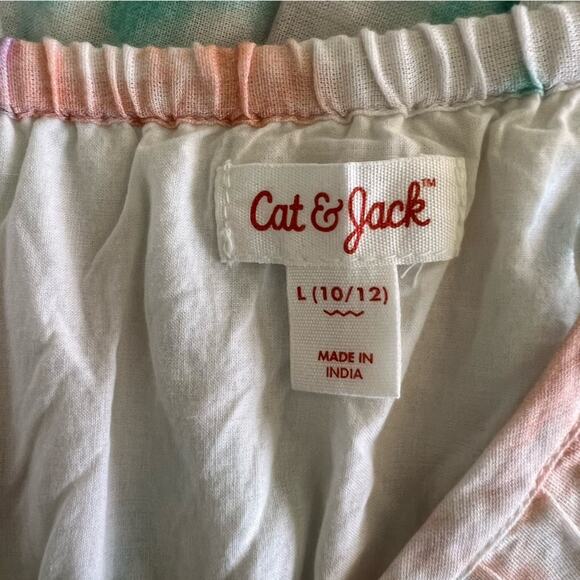 Cat & Jack™
L (10/12)
MADE IN
INDIA